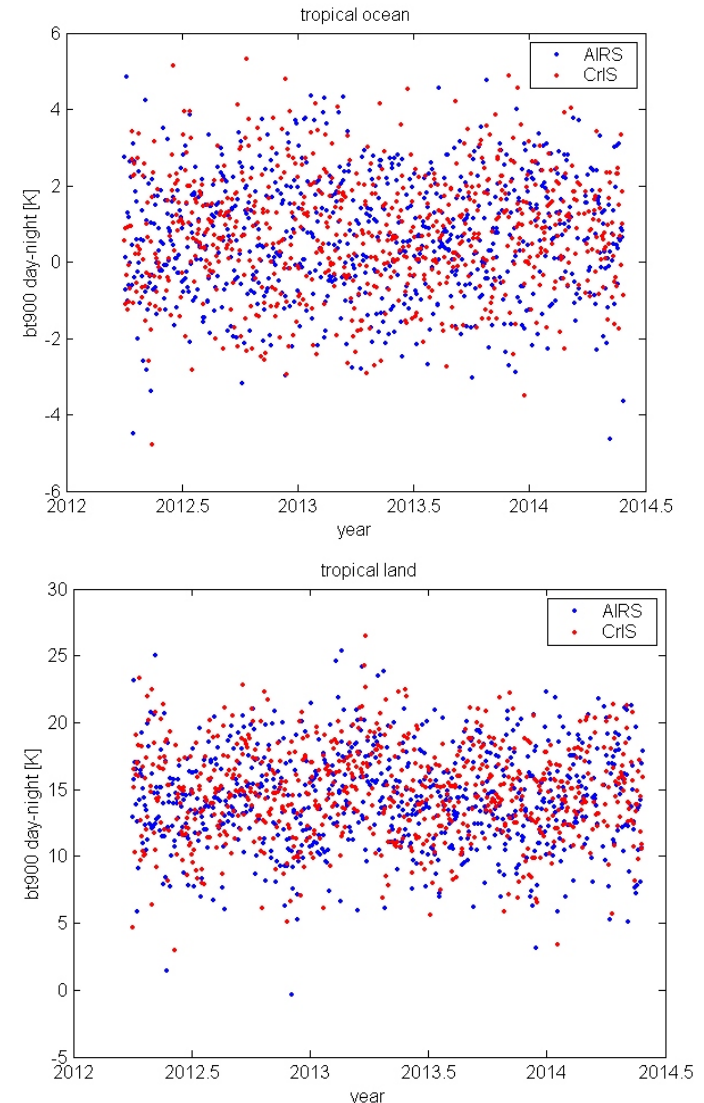 tropical ocean
6
4
2
0
-2
-4
-6
bt900 day-night [K]
AIRS
CrIS
2012
2012.5
2013
2013.5
2014
2014.5
year
tropical land
30
25
20
15
10
5
0
-5
bt900 day-night [K]
AIRS
CrIS
2012
2012.5
2013
2013.5
2014
2014.5
year